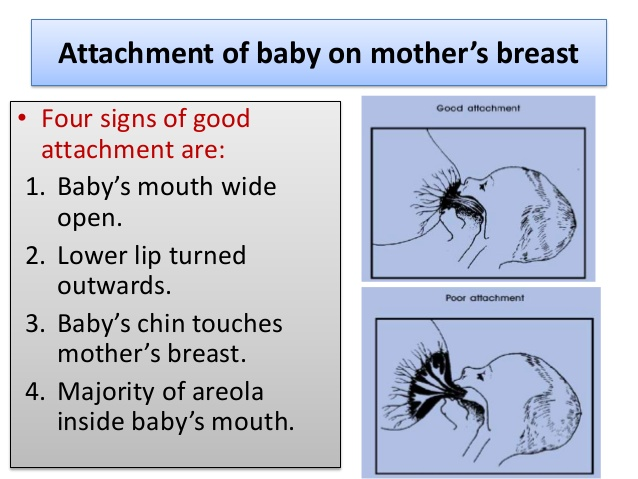 Attachment of baby on mother’s breast
• Four signs of good
attachment are:
1. Baby’s mouth wide
open.
2. Lower lip turned
outwards.
3. Baby’s chin touches
mother’s breast.
4. Majority of areola
inside baby’s mouth.
Good attachment
Poor attachment